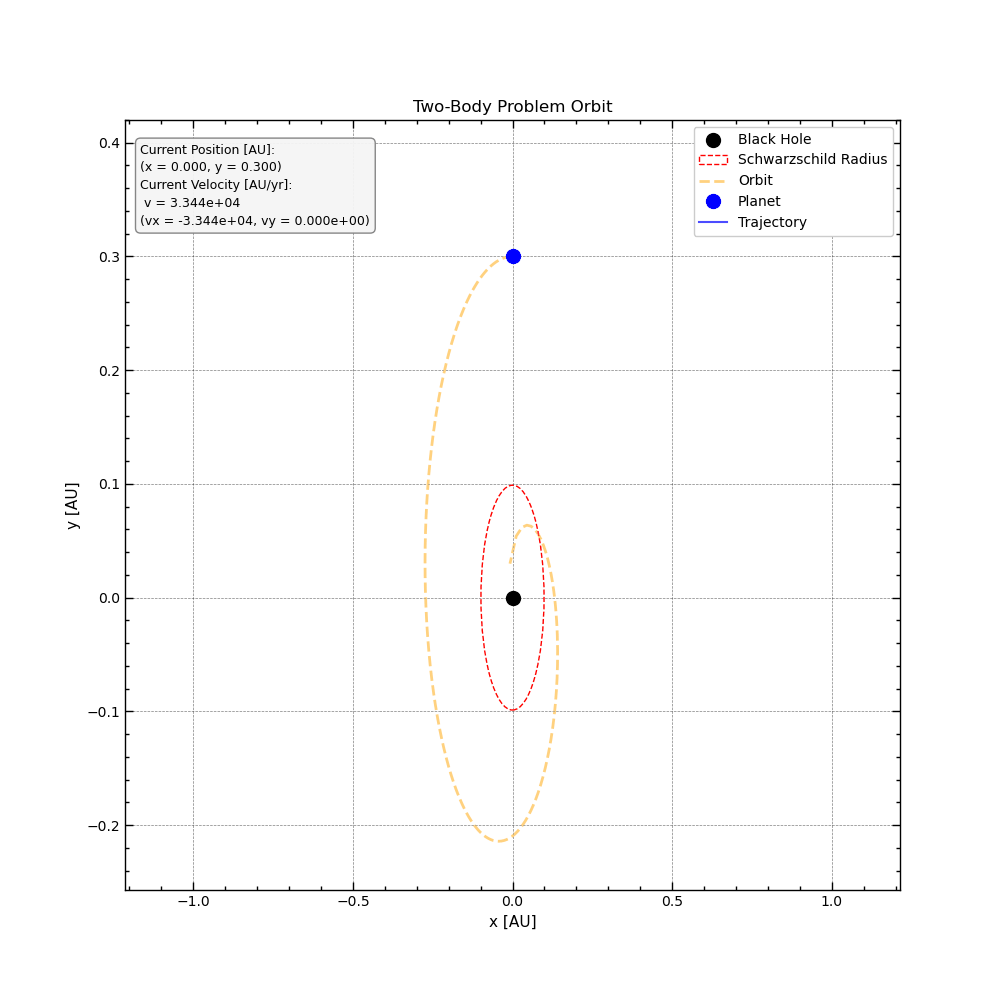 Two-Body Problem Orbit
Current Position [AU]:
(x = 0.000, y = 0.300)
Current Velocity [AU/yr]:
v = 3.344e+04
(vx = -3.344e+04, vy = 0.000e+00)
Black Hole
Schwarzschild Radius
Orbit
Planet
Trajectory
y [AU]
0.4
0.3
0.2
0.1
0.0
−0.1
−0.2
−1.0 −0.5 0.0 0.5 1.0
x [AU]